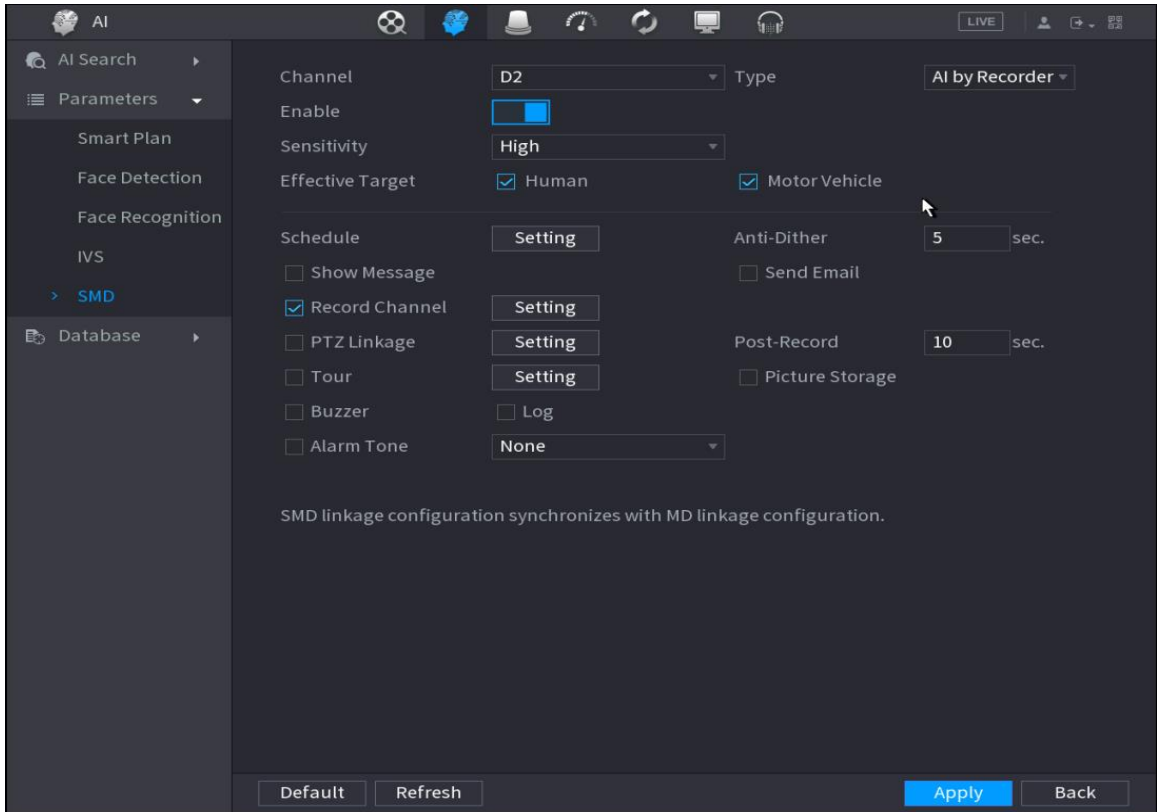 AI LIVE
AI Search
Parameters
Smart Plan
Face Detection
Face Recognition
IVS
> SMD
Database
Channel D2 Type AI by Recorder
Enable
Sensitivity High
Effective Target Human Motor Vehicle
Schedule Setting Anti-Dither 5 sec.
Show Message Send Email
Record Channel Setting
PTZ Linkage Setting Post-Record 10 sec.
Tour Setting Picture Storage
Buzzer Log
Alarm Tone None
SMD linkage configuration synchronizes with MD linkage configuration.
Default Refresh Apply Back